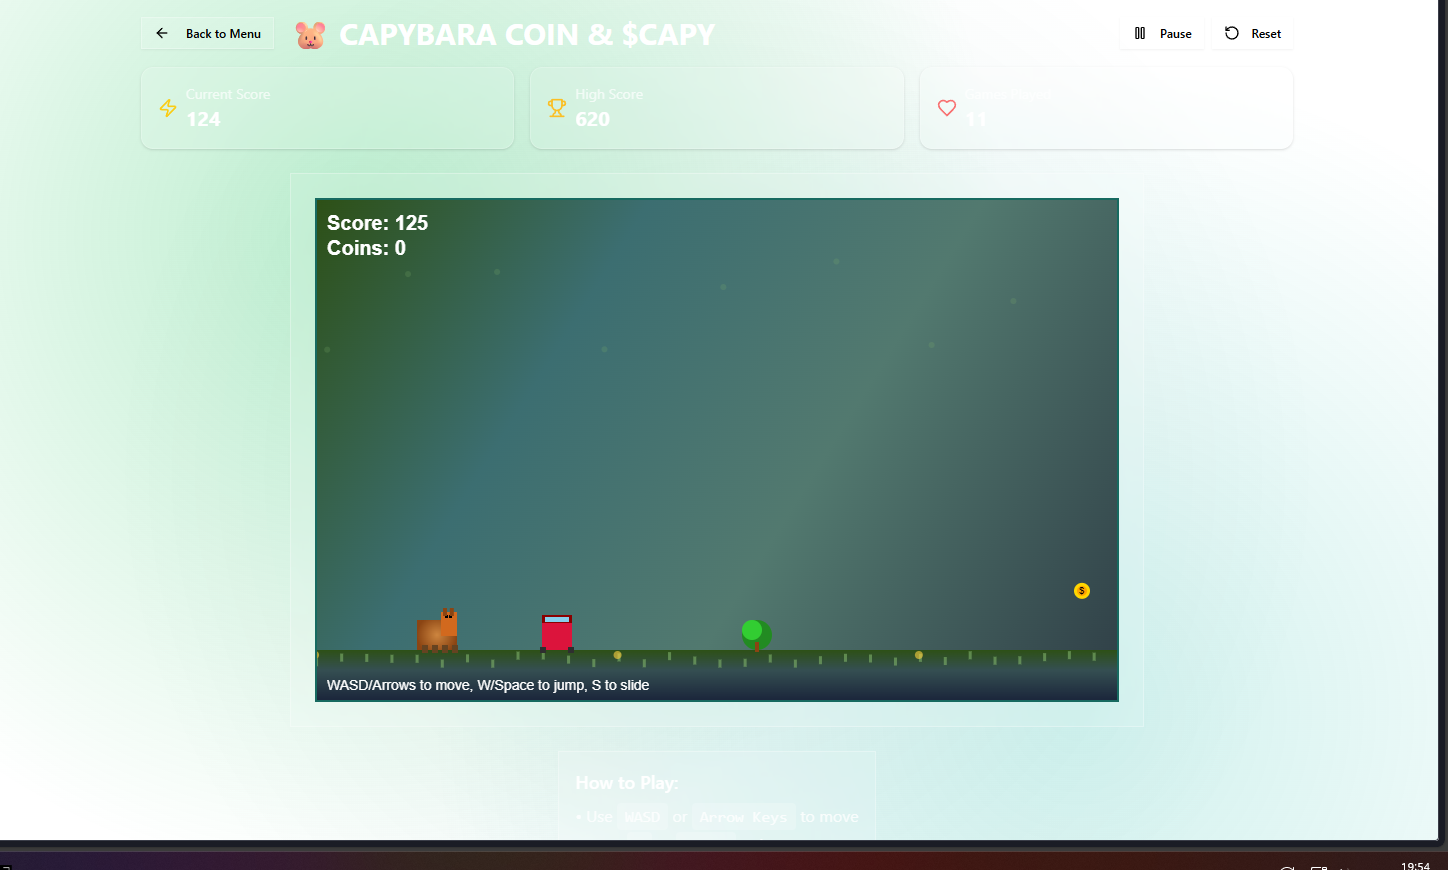 Back to Menu
CAPYBARA COIN & $CAPY
Pause
Reset
Current Score
124
High Score
620
11
Score: 125
Coins: 0
$
WASD/Arrows to move, W/Space to jump, S to slide
How to Play:
• Use WASD or Arrow Keys to move
19:54